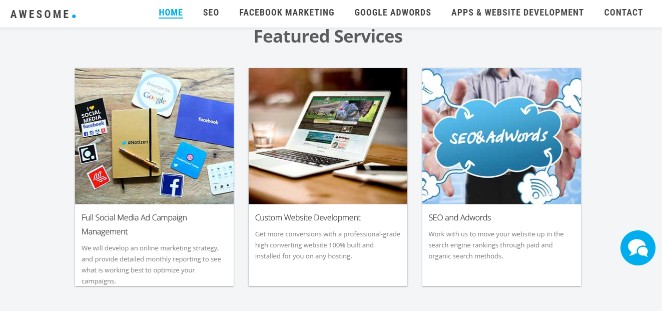 AWESOME.
HOME SEO FACEBOOK MARKETING GOOGLE ADWORDS APPS & WEBSITE DEVELOPMENT CONTACT
Featured Services
Google
I ♥
SOCIAL
MEDIA
facebook
facebook
SEO&AdWords
Full Social Media Ad Campaign
Management
We will develop an online marketing strategy,
and provide detailed monthly reporting to see
what is working best to optimize your
campaigns.
Custom Website Development
Get more conversions with a professional-grade
high converting website 100% built and
installed for you on any hosting.
SEO and Adwords
Work with us to move your website up in the
search engine rankings through paid and
organic search methods.